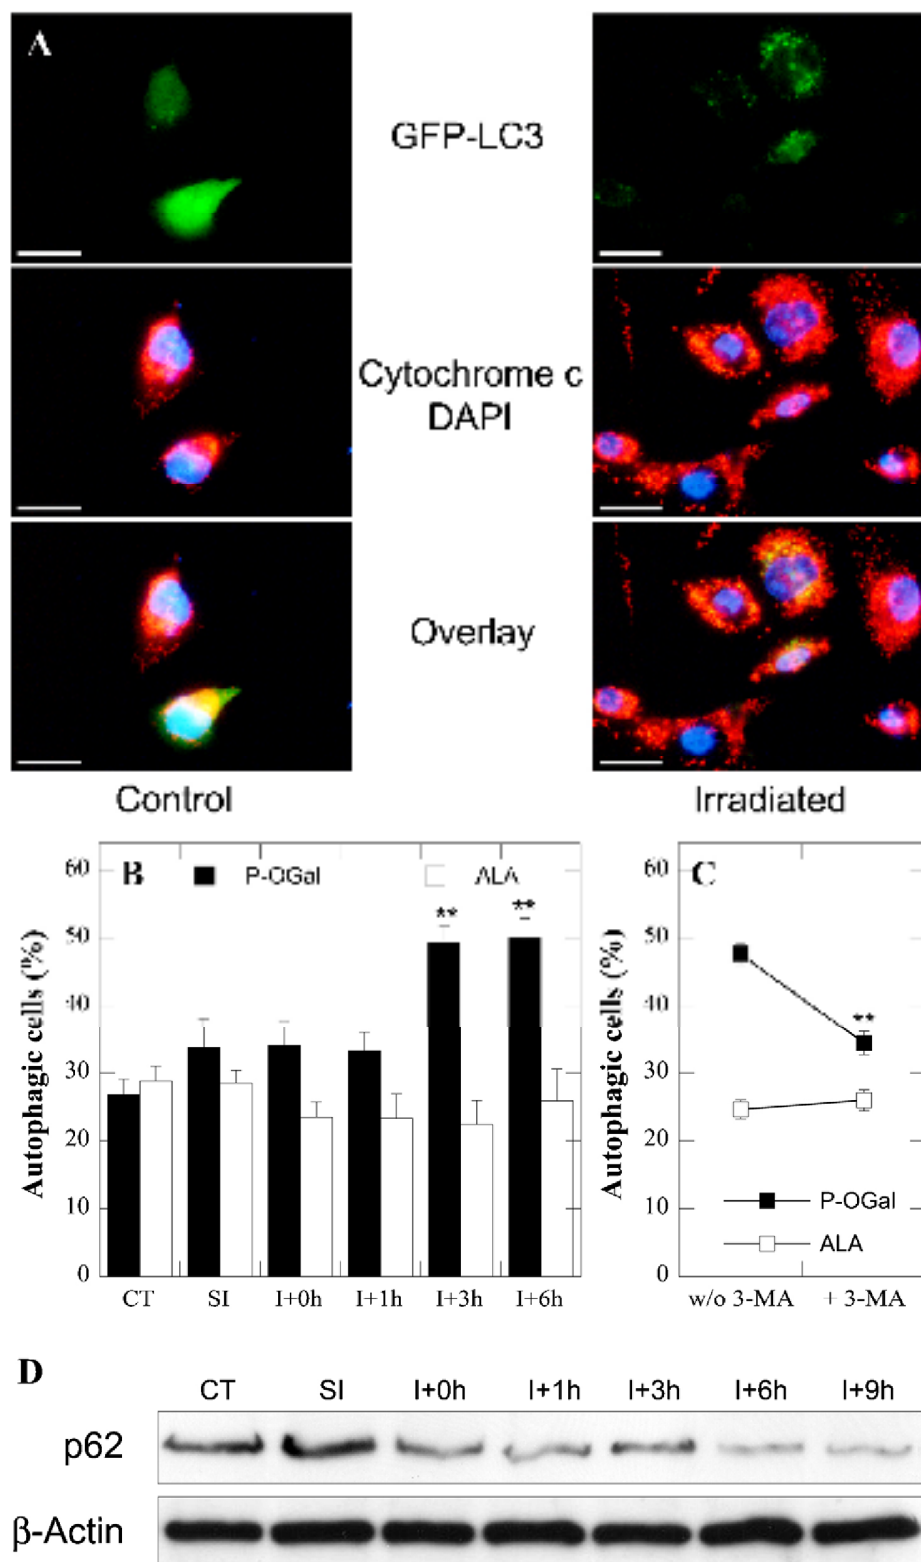 A
GFP-LC3
Cytochrome c
DAPI
Overlay
Control
Irradiated
B
P-OGal
ALA
**
**
60
50
40
30
20
10
0
Autophagic cells (%)
CT
SI
I+0h
I+1h
I+3h
I+6h
C
60
50
40
30
20
10
0
Autophagic cells (%)
**
P-OGal
ALA
w/o 3-MA
+ 3-MA
D
CT
SI
I+0h
I+1h
I+3h
I+6h
I+9h
p62
β-Actin